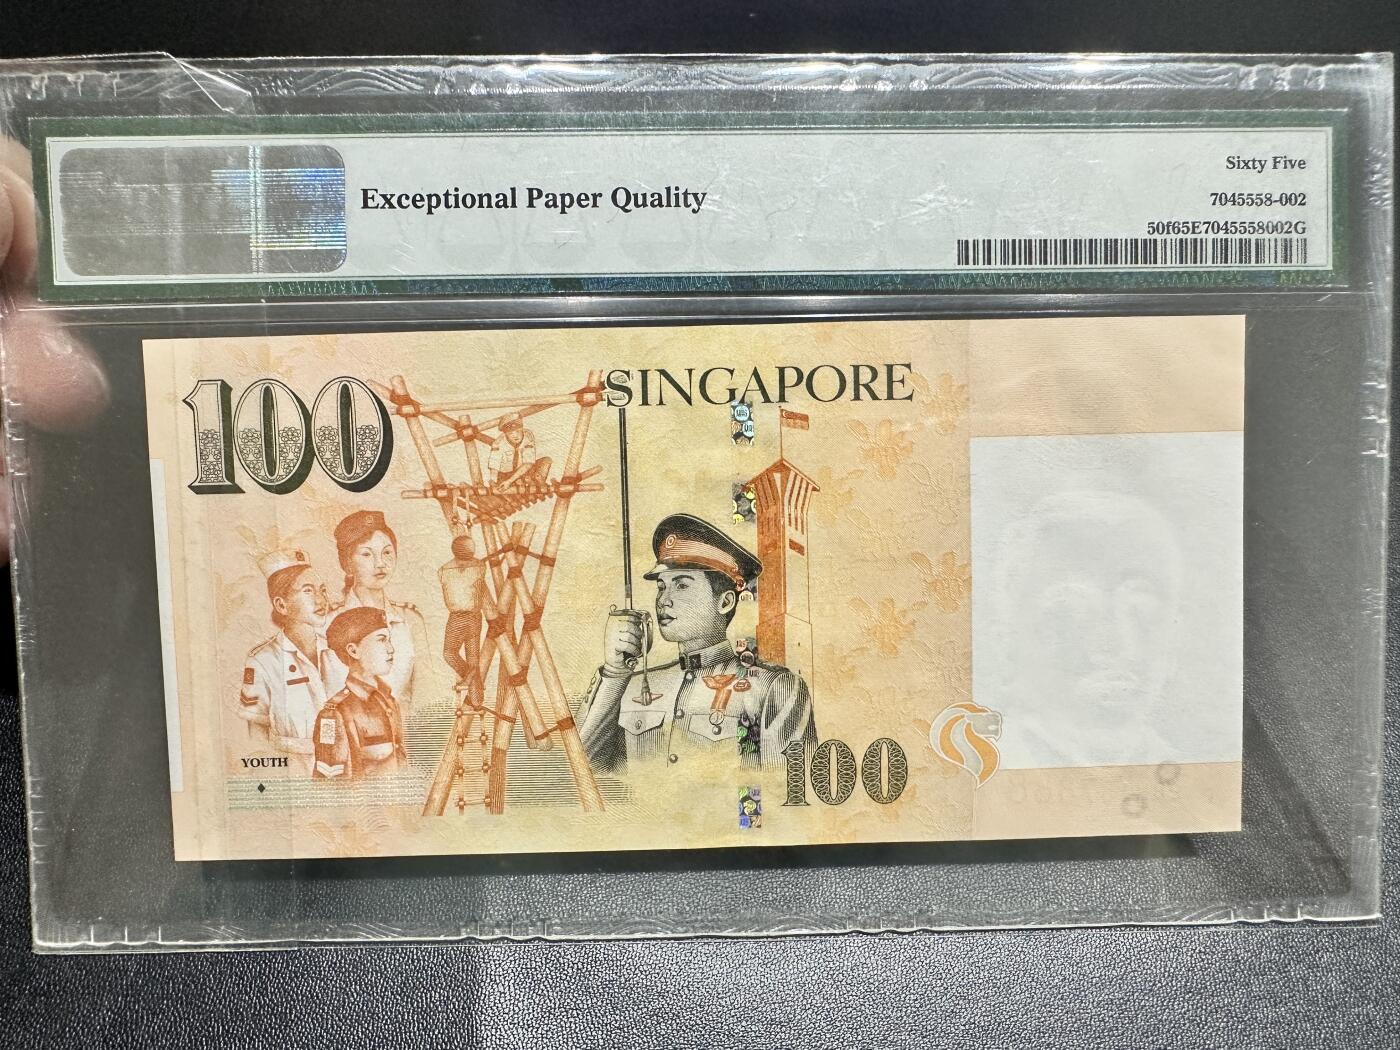 Exceptional Paper Quality
Sixty Five
7045558-002
50f65E7045558002G
100
SINGAPORE
YOUTH
100